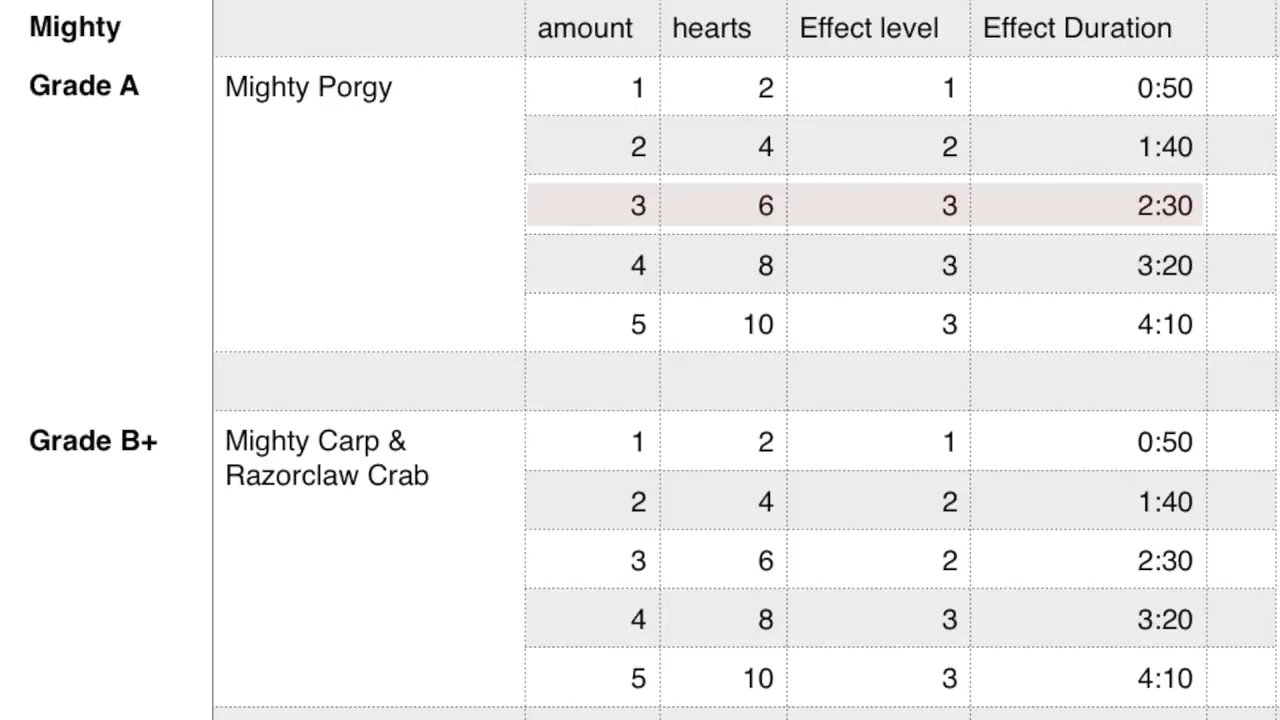 Mighty amount hearts Effect level Effect Duration
Grade A Mighty Porgy 1 2 1 0:50
2 4 2 1:40
3 6 3 2:30
4 8 3 3:20
5 10 3 4:10
Grade B+ Mighty Carp & 1 2 1 0:50
Razorclaw Crab
2 4 2 1:40
3 6 2 2:30
4 8 3 3:20
5 10 3 4:10